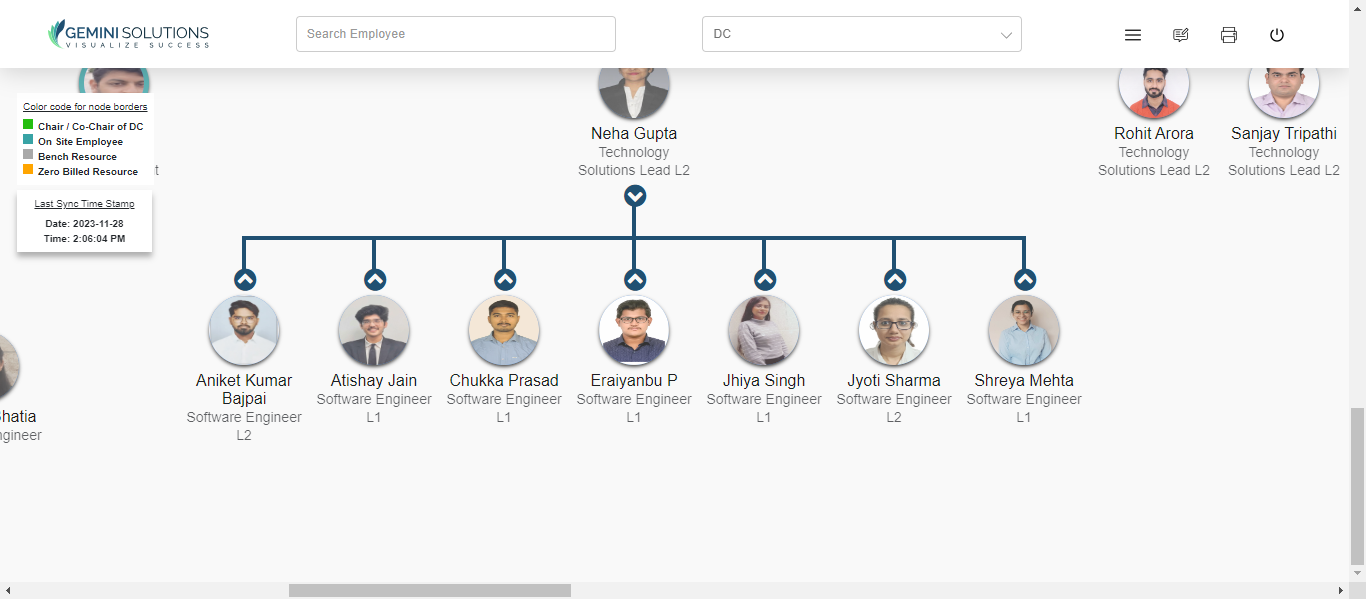 GEMINI SOLUTIONS
VISUALIZE SUCCESS
Search Employee
DC
Color code for node borders
Chair / Co-Chair of DC
On Site Employee
Bench Resource
Zero Billed Resource
t
Last Sync Time Stamp
Date: 2023-11-28
Time: 2:06:04 PM
Neha Gupta
Technology
Solutions Lead L2
Rohit Arora
Technology
Solutions Lead L2
Sanjay Tripathi
Technology
Solutions Lead L2
hatia
ngineer
Aniket Kumar
Bajpai
Software Engineer
L2
Atishay Jain
Software Engineer
L1
Chukka Prasad
Software Engineer
L1
Eraiyanbu P
Software Engineer
L1
Jhiya Singh
Software Engineer
L1
Jyoti Sharma
Software Engineer
L2
Shreya Mehta
Software Engineer
L1